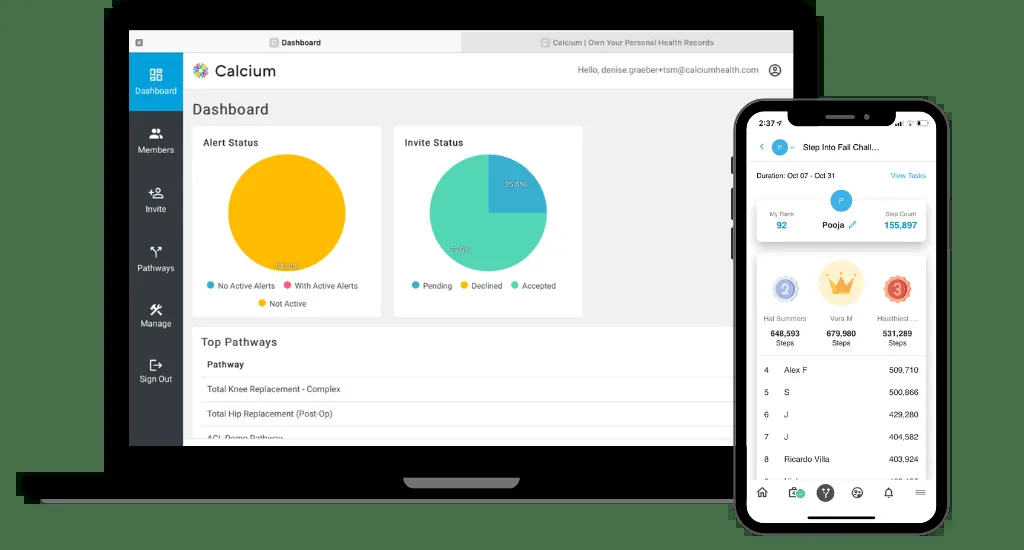 Dashboard
Calcium | Own Your Personal Health Records
Calcium
Hello, denise.graeber+tsm@calciumhealth.com
Dashboard
Members
Invite
Pathways
Manage
Sign Out
Dashboard
Alert Status
100.0%
No Active Alerts
With Active Alerts
Not Active
Invite Status
25.0%
75.0%
Pending
Declined
Accepted
Top Pathways
Pathway
Total Knee Replacement - Complex
Total Hip Replacement (Post-Op)
ACL Demo Pathway
2:37
P
Step Into Fall Chall...
Duration: Oct 07 - Oct 31
View Tasks
P
My Rank
92
Pooja
Step Count
155,897
2
3
Hal Summers
Vera M
Healthiest ...
648,593
679,980
531,289
Steps
Steps
Steps
4 Alex F 509,710
5 S 500,866
6 J 429,280
7 J 404,582
8 Ricardo Villa 403,924